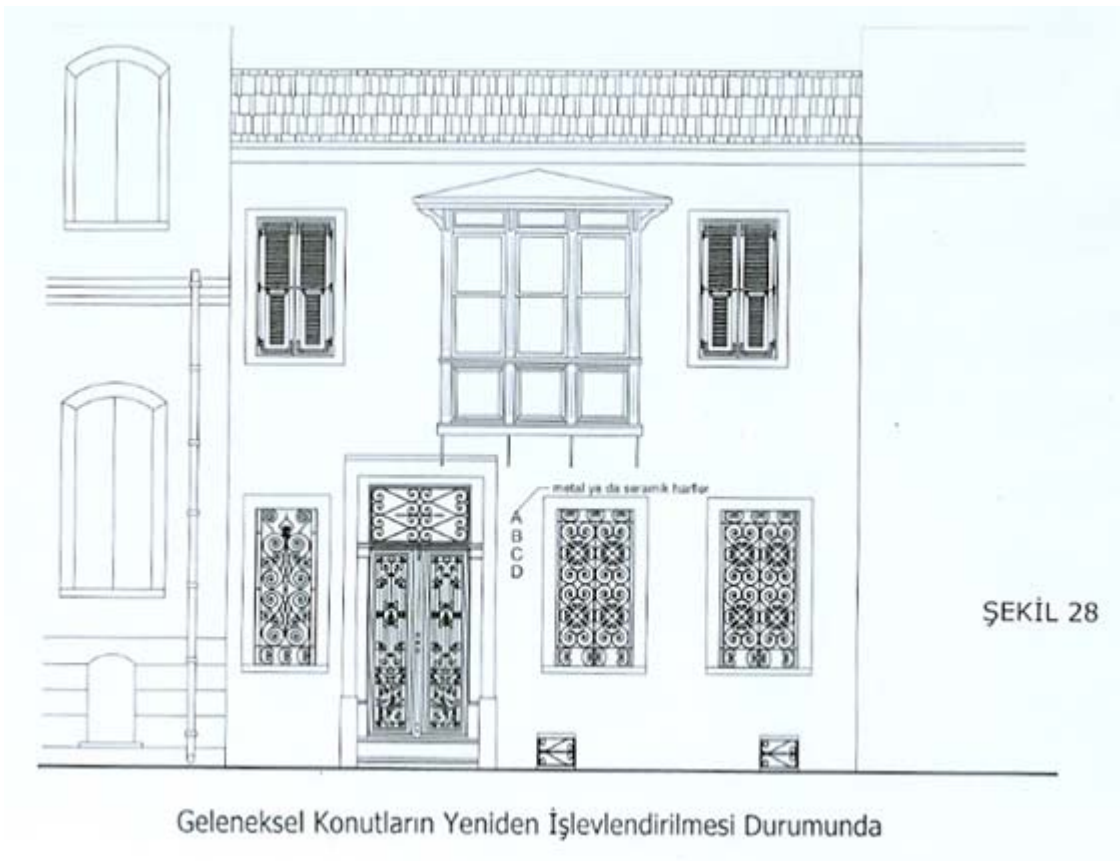 metal ya da seramik harfler
A
B
C
D
ŞEKİL 28
Geleneksel Konutların Yeniden İşlevlendirilmesi Durumunda